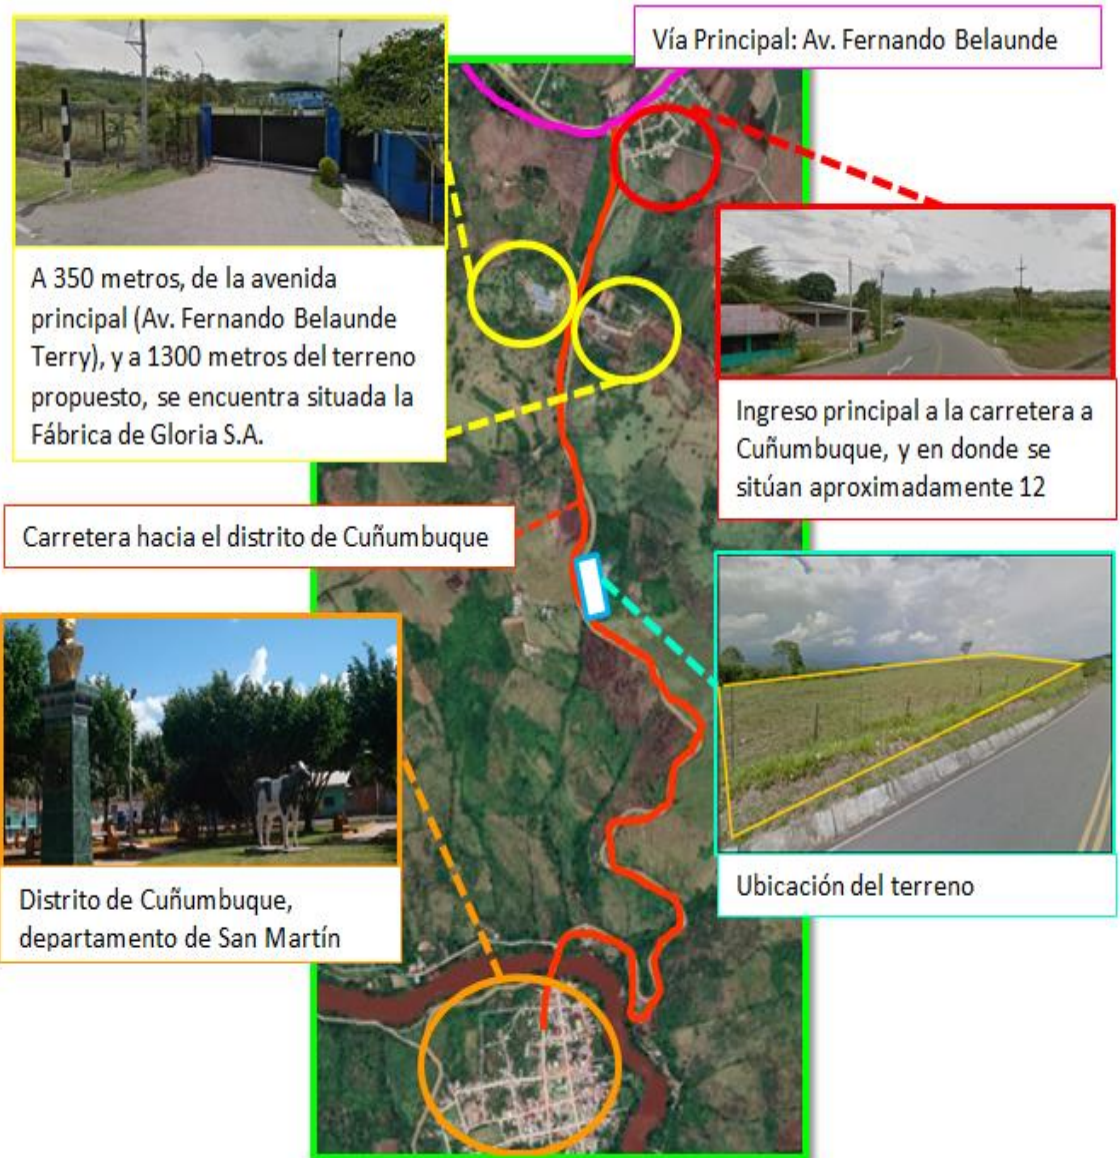 Vía Principal: Av. Fernando Belaunde
A 350 metros, de la avenida
principal (Av. Fernando Belaunde
Terry), y a 1300 metros del terreno
propuesto, se encuentra situada la
Fábrica de Gloria S.A.
Ingreso principal a la carretera a
Cuñumbuque, y en donde se
sitúan aproximadamente 12
Carretera hacia el distrito de Cuñumbuque
Ubicación del terreno
Distrito de Cuñumbuque,
departamento de San Martín